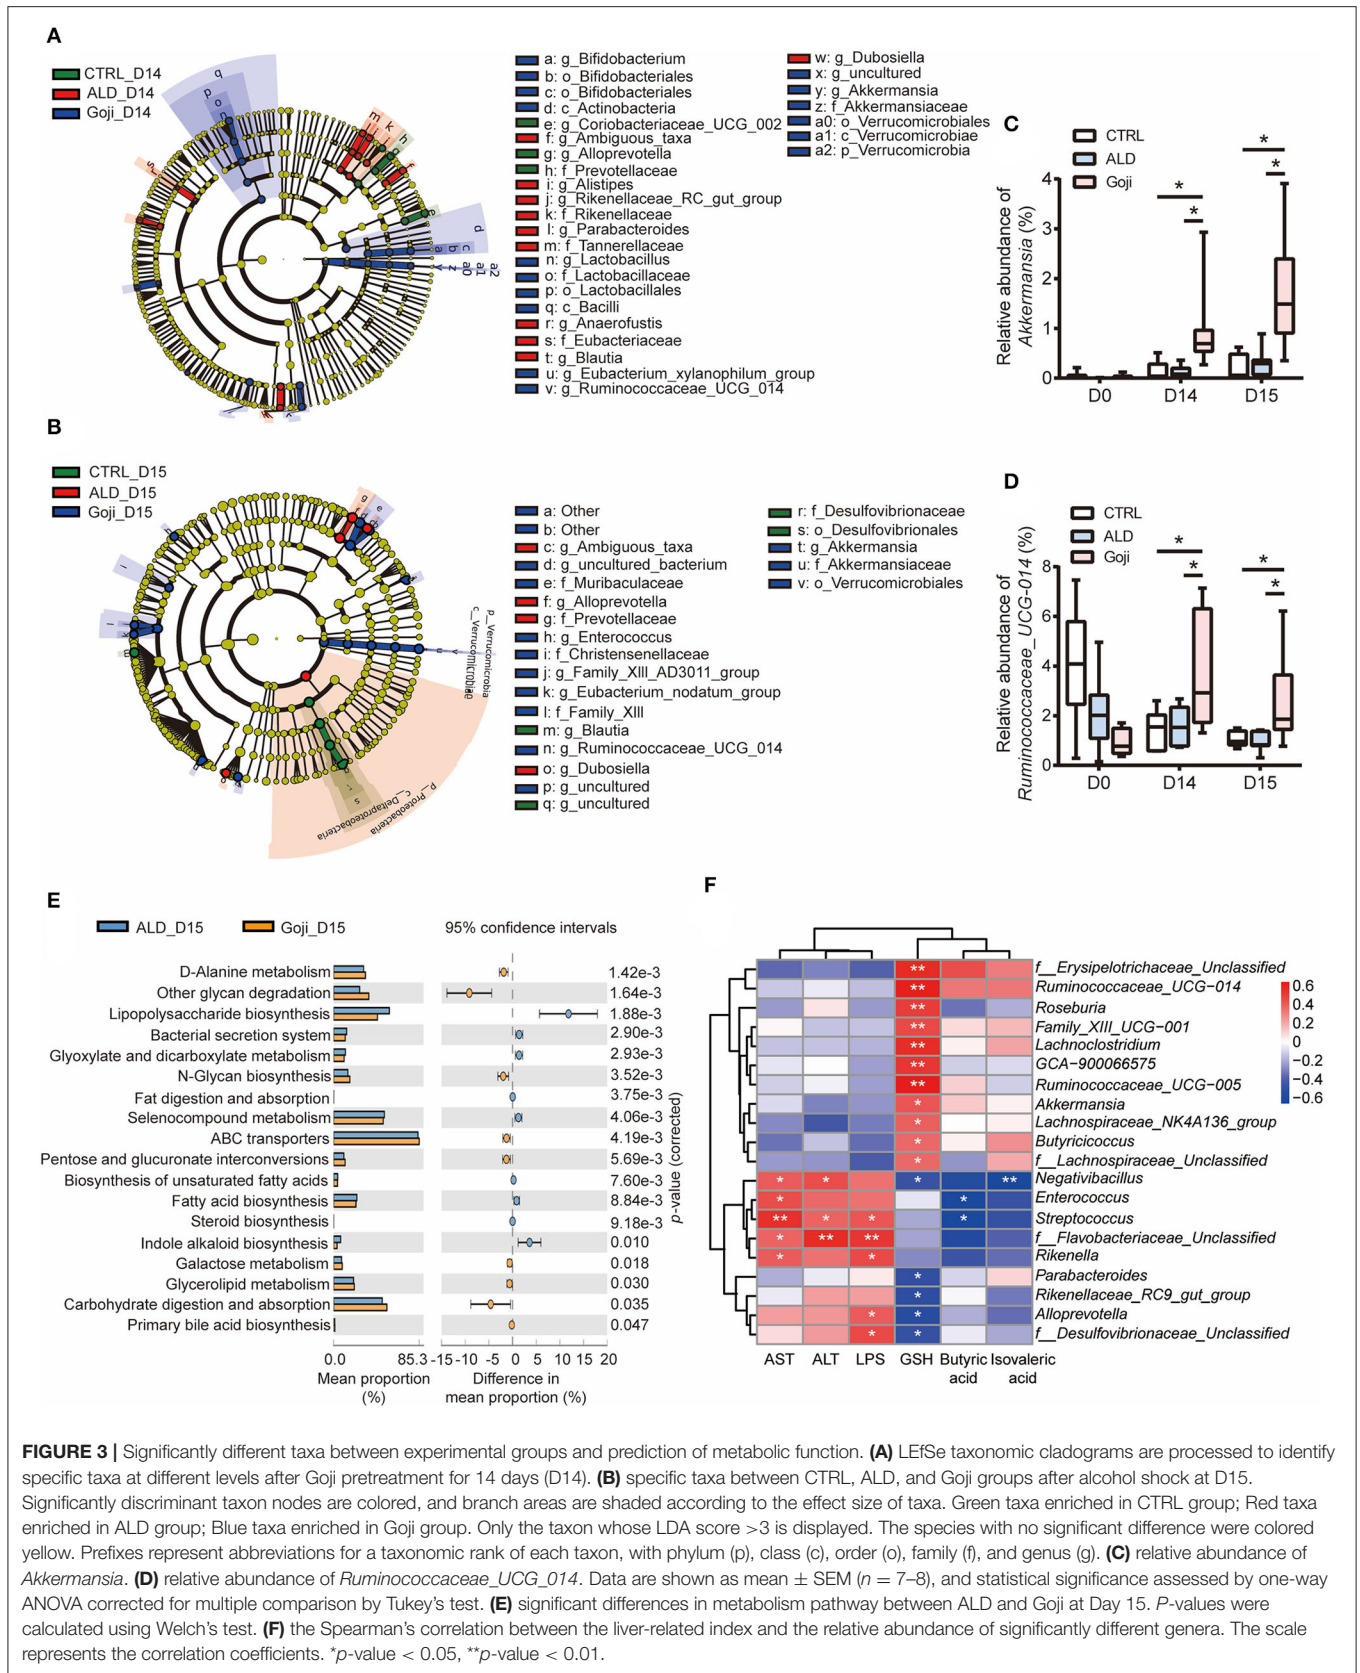 A
CTRL_D14
ALD_D14
Goji_D14
q
p
o
n
m
k
h
f
s
e
d
c
b
a
v
z
a0
a1
a2
a: g_Bifidobacterium
b: o_Bifidobacteriales
c: o_Bifidobacteriales
d: c_Actinobacteria
e: g_Coriobacteriaceae_UCG_002
f: g_Ambiguous_taxa
g: g_Alloprevotella
h: f_Prevotellaceae
i: g_Alistipes
j: g_Rikenellaceae_RC_gut_group
k: f_Rikenellaceae
l: g_Parabacteroides
m: f_Tannerellaceae
n: g_Lactobacillus
o: f_Lactobacillaceae
p: o_Lactobacillales
q: c_Bacilli
r: g_Anaerofustis
s: f_Eubacteriaceae
t: g_Blautia
u: g_Eubacterium_xylanophilum_group
v: g_Ruminococcaceae_UCG_014
w: g_Dubosiella
x: g_uncultured
y: g_Akkermansia
z: f_Akkermansiaceae
a0: o_Verrucomicrobiales
a1: c_Verrucomicrobiae
a2: p_Verrucomicrobia
C
CTRL
ALD
Goji
Relative abundance of
Akkermansia (%)
4
3
2
1
0
* * * *
D0 D14 D15
B
CTRL_D15
ALD_D15
Goji_D15
g
e
l
k
u
v
s
r
p__Verrucomicrobia
c__Verrucomicrobiae
p__Proteobacteria
c__Deltaproteobacteria
a: Other
b: Other
c: g_Ambiguous_taxa
d: g_uncultured_bacterium
e: f_Muribaculaceae
f: g_Alloprevotella
g: f_Prevotellaceae
h: g_Enterococcus
i: f_Christensenellaceae
j: g_Family_XIII_AD3011_group
k: g_Eubacterium_nodatum_group
l: f_Family_XIII
m: g_Blautia
n: g_Ruminococcaceae_UCG_014
o: g_Dubosiella
p: g_uncultured
q: g_uncultured
r: f_Desulfovibrionaceae
s: o_Desulfovibrionales
t: g_Akkermansia
u: f_Akkermansiaceae
v: o_Verrucomicrobiales
D
CTRL
ALD
Goji
Relative abundance of
Ruminococcaceae_UCG-014 (%)
8
6
4
2
0
* * * *
D0 D14 D15
E
ALD_D15 Goji_D15 95% confidence intervals
D-Alanine metabolism 1.42e-3
Other glycan degradation 1.64e-3
Lipopolysaccharide biosynthesis 1.88e-3
Bacterial secretion system 2.90e-3
Glyoxylate and dicarboxylate metabolism 2.93e-3
N-Glycan biosynthesis 3.52e-3
Fat digestion and absorption 3.75e-3
Selenocompound metabolism 4.06e-3
ABC transporters 4.19e-3
Pentose and glucuronate interconversions 5.69e-3
Biosynthesis of unsaturated fatty acids 7.60e-3
Fatty acid biosynthesis 8.84e-3
Steroid biosynthesis 9.18e-3
Indole alkaloid biosynthesis 0.010
Galactose metabolism 0.018
Glycerolipid metabolism 0.030
Carbohydrate digestion and absorption 0.035
Primary bile acid biosynthesis 0.047
p-value (corrected)
0.0 85.3 -15 -10 -5 0 5 10 15 20
Mean proportion Difference in
(%) mean proportion (%)
F
** f__Erysipelotrichaceae_Unclassified
** Ruminococcaceae_UCG-014
** Roseburia
** Family_XIII_UCG-001
** Lachnoclostridium
** GCA-900066575
** Ruminococcaceae_UCG-005
* Akkermansia
* Lachnospiraceae_NK4A136_group
* Butyricicoccus
* f__Lachnospiraceae_Unclassified
* * * ** Negativibacillus
* * Enterococcus
** * * * Streptococcus
* ** ** f__Flavobacteriaceae_Unclassified
* * Rikenella
* Parabacteroides
* Rikenellaceae_RC9_gut_group
* * Alloprevotella
* * f__Desulfovibrionaceae_Unclassified
0.6
0.4
0.2
0
-0.2
-0.4
-0.6
AST ALT LPS GSH Butyric Isovaleric
acid acid
FIGURE 3 | Significantly different taxa between experimental groups and prediction of metabolic function. (A) LEfSe taxonomic cladograms are processed to identify
specific taxa at different levels after Goji pretreatment for 14 days (D14). (B) specific taxa between CTRL, ALD, and Goji groups after alcohol shock at D15.
Significantly discriminant taxon nodes are colored, and branch areas are shaded according to the effect size of taxa. Green taxa enriched in CTRL group; Red taxa
enriched in ALD group; Blue taxa enriched in Goji group. Only the taxon whose LDA score >3 is displayed. The species with no significant difference were colored
yellow. Prefixes represent abbreviations for a taxonomic rank of each taxon, with phylum (p), class (c), order (o), family (f), and genus (g). (C) relative abundance of
Akkermansia. (D) relative abundance of Ruminococcaceae_UCG_014. Data are shown as mean ± SEM (n = 7–8), and statistical significance assessed by one-way
ANOVA corrected for multiple comparison by Tukey's test. (E) significant differences in metabolism pathway between ALD and Goji at Day 15. P-values were
calculated using Welch's test. (F) the Spearman's correlation between the liver-related index and the relative abundance of significantly different genera. The scale
represents the correlation coefficients. *p-value < 0.05, **p-value < 0.01.